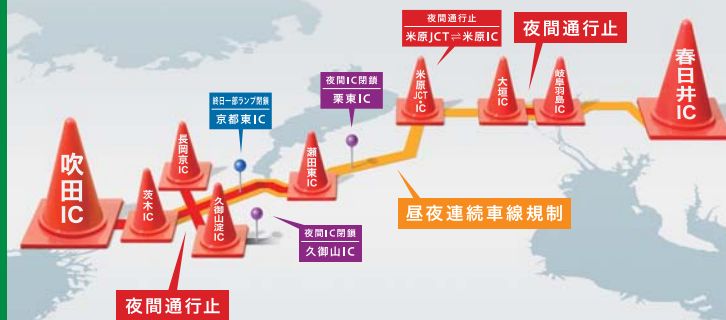 夜間通行止
米原JCT⇌米原IC
夜間通行止
春日井IC
米原JCT・IC
大垣IC
岐阜羽島IC
夜間IC閉鎖
栗東IC
終日一部ランプ閉鎖
京都東IC
長岡京IC
瀬田東IC
吹田IC
茨木IC
久御山淀IC
昼夜連続車線規制
夜間IC閉鎖
久御山IC
夜間通行止